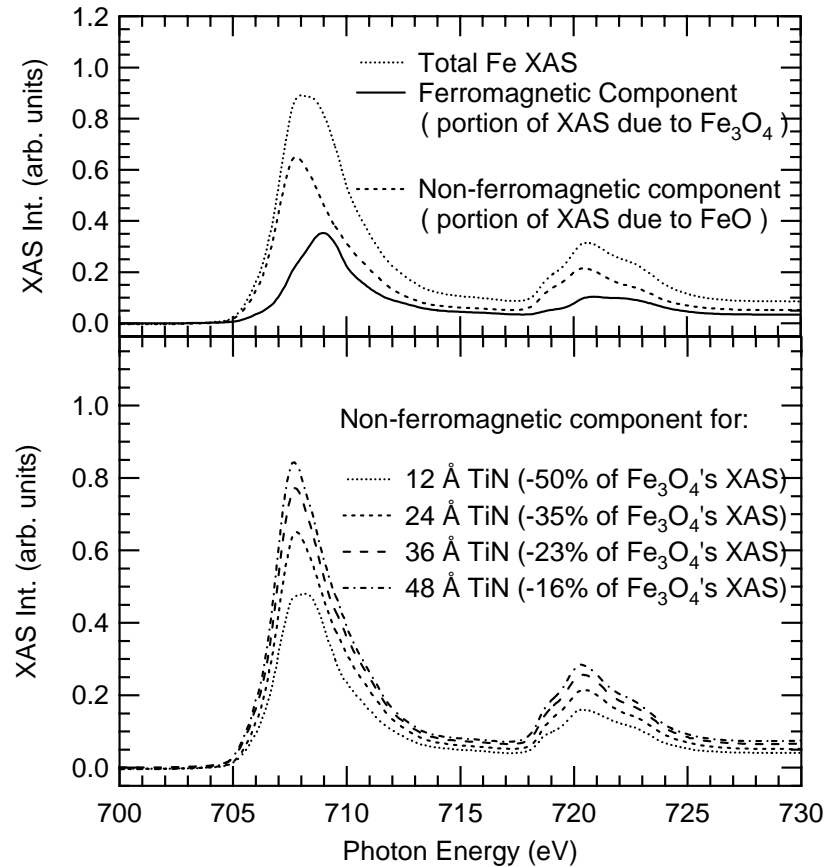 1.2
1.0
0.8
0.6
0.4
0.2
0.0
XAS Int. (arb. units)
Total Fe XAS
Ferromagnetic Component
( portion of XAS due to Fe₃O₄ )
Non-ferromagnetic component
( portion of XAS due to FeO )
1.0
0.8
0.6
0.4
0.2
0.0
XAS Int. (arb. units)
Non-ferromagnetic component for:
12 Å TiN (-50% of Fe₃O₄'s XAS)
24 Å TiN (-35% of Fe₃O₄'s XAS)
36 Å TiN (-23% of Fe₃O₄'s XAS)
48 Å TiN (-16% of Fe₃O₄'s XAS)
700 705 710 715 720 725 730
Photon Energy (eV)